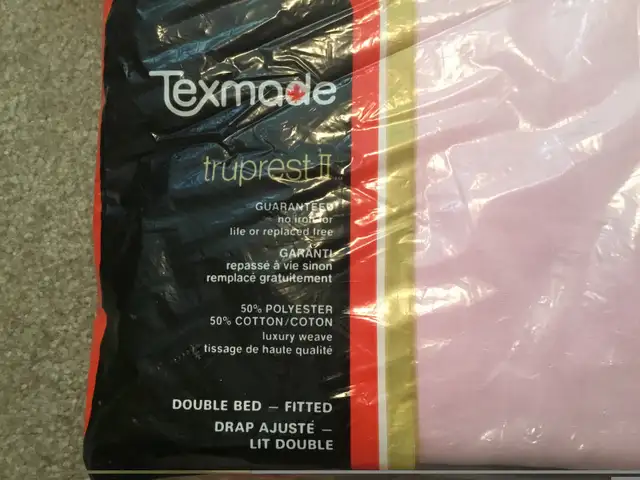 Texmade
truprest II
GUARANTEED
no iron for
life or replaced free
GARANTI
repassé à vie sinon
remplacé gratuitement
50% POLYESTER
50% COTTON/COTON
luxury weave
tissage de haute qualité
DOUBLE BED — FITTED
DRAP AJUSTÉ —
LIT DOUBLE